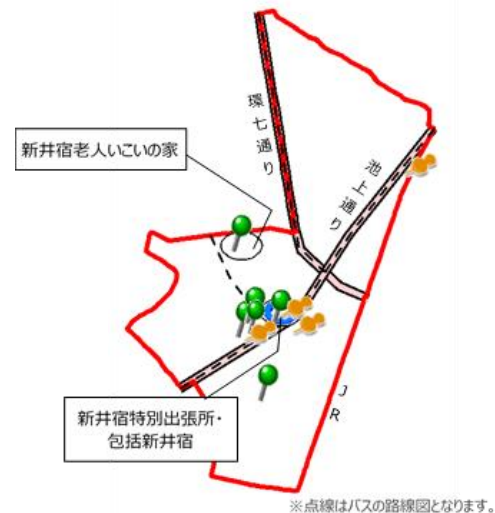 環七通り
池上通り
新井宿老人いこいの家
新井宿特別出張所・
包括新井宿
JR
※点線はバスの路線図となります。